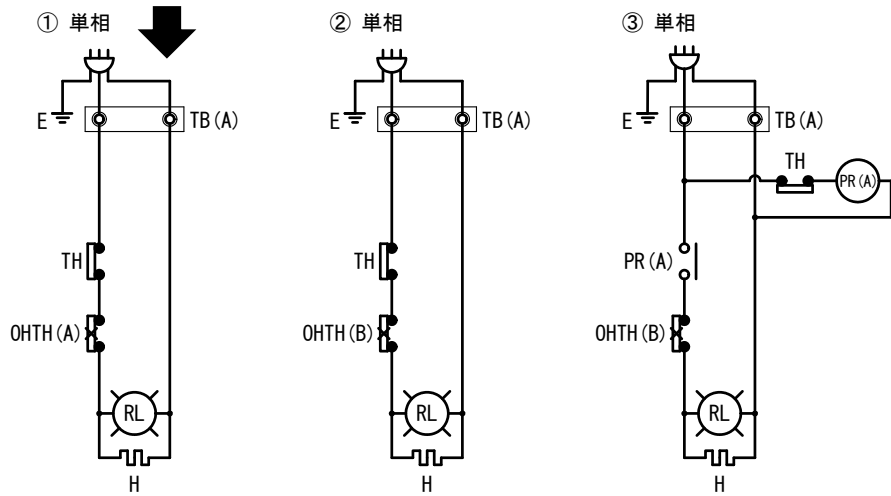 ① 単相
E
TB(A)
TH
OHTH(A)
RL
H
② 単相
E
TB(A)
TH
OHTH(B)
RL
H
③ 単相
E
TB(A)
TH
PR(A)
PR(A)
OHTH(B)
RL
H